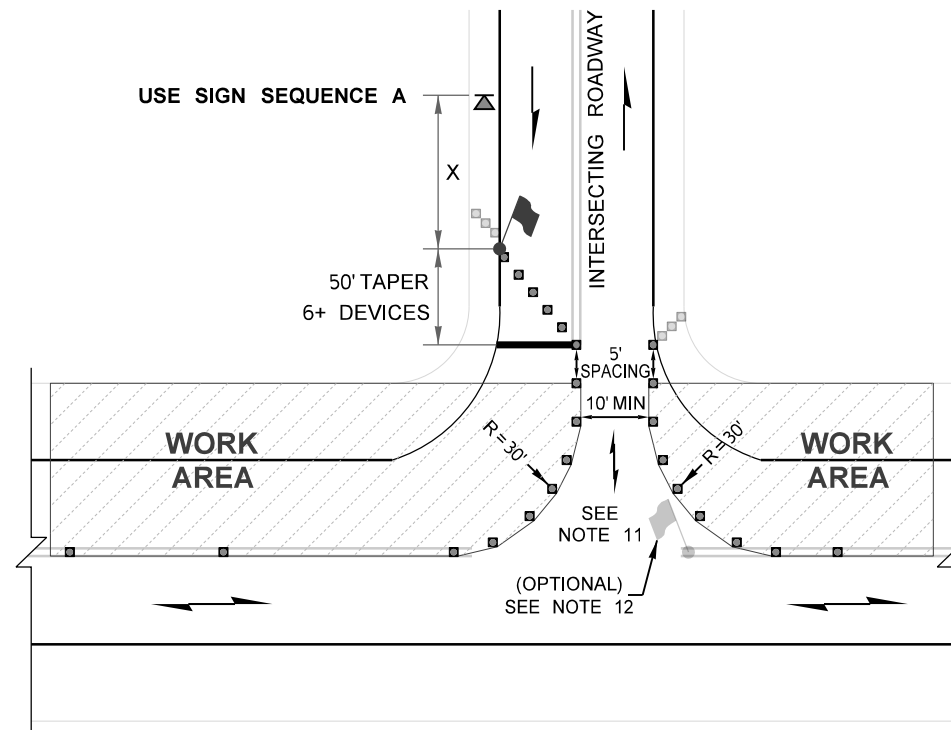 USE SIGN SEQUENCE A
INTERSECTING ROADWAY
X
50' TAPER
6+ DEVICES
5'
SPACING
10' MIN
WORK
AREA
R = 30'
R = 30'
WORK
AREA
SEE
NOTE 11
(OPTIONAL)
SEE NOTE 12